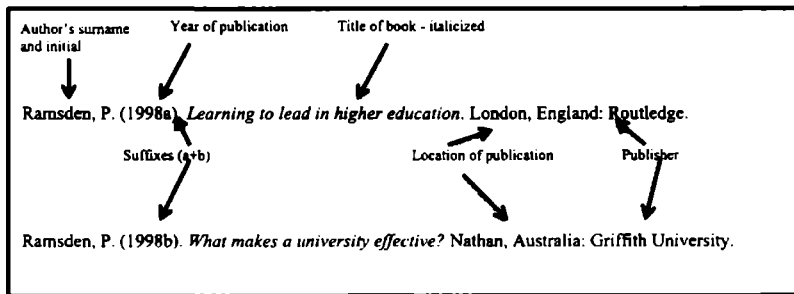 Author's surname Year of publication Title of book - italicized
and initial
Ramsden, P. (1998a). Learning to lead in higher education. London, England: Routledge.
Suffixes (a+b) Location of publication Publisher
Ramsden, P. (1998b). What makes a university effective? Nathan, Australia: Griffith University.